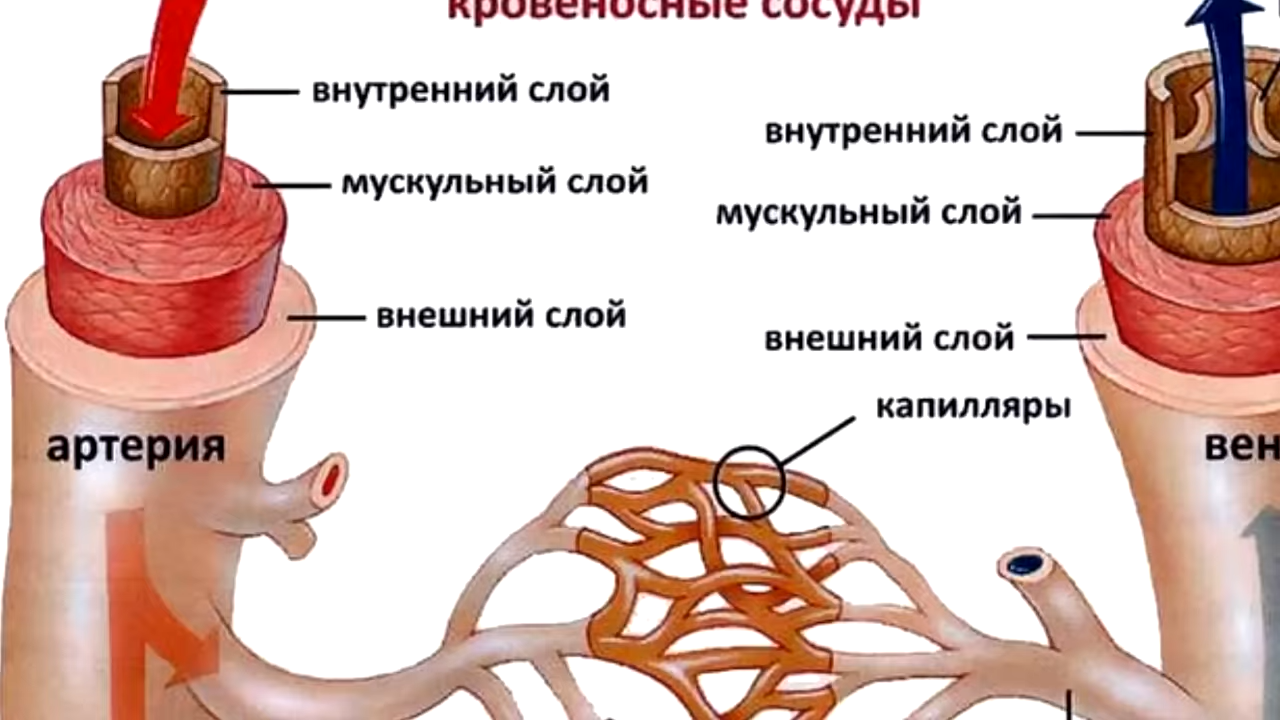 кровеносные сосуды
внутренний слой
внутренний слой
мускульный слой
мускульный слой
внешний слой
внешний слой
капилляры
артерия